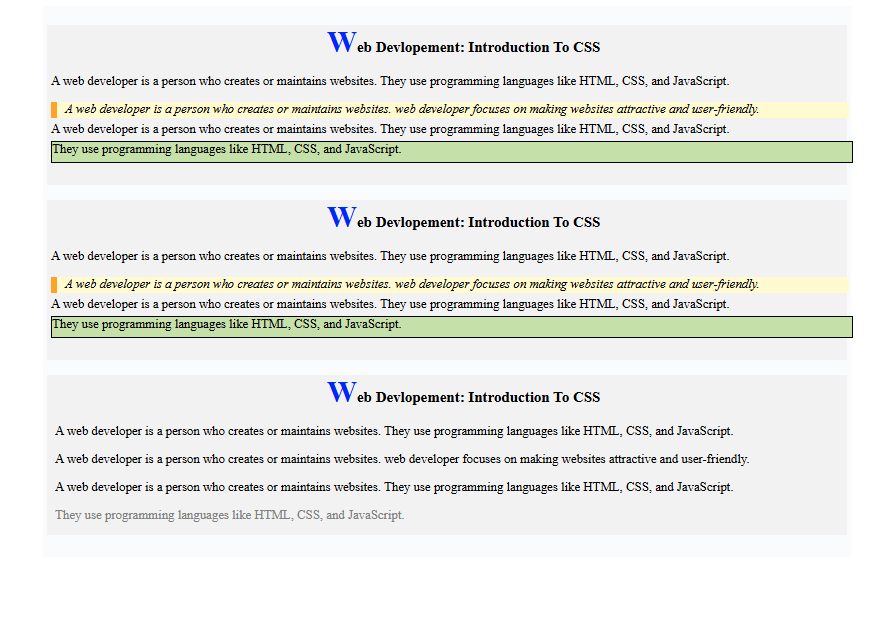 Web Devlopement: Introduction To CSS
A web developer is a person who creates or maintains websites. They use programming languages like HTML, CSS, and JavaScript.
A web developer is a person who creates or maintains websites. web developer focuses on making websites attractive and user-friendly.
A web developer is a person who creates or maintains websites. They use programming languages like HTML, CSS, and JavaScript.
They use programming languages like HTML, CSS, and JavaScript.
Web Devlopement: Introduction To CSS
A web developer is a person who creates or maintains websites. They use programming languages like HTML, CSS, and JavaScript.
A web developer is a person who creates or maintains websites. web developer focuses on making websites attractive and user-friendly.
A web developer is a person who creates or maintains websites. They use programming languages like HTML, CSS, and JavaScript.
They use programming languages like HTML, CSS, and JavaScript.
Web Devlopement: Introduction To CSS
A web developer is a person who creates or maintains websites. They use programming languages like HTML, CSS, and JavaScript.
A web developer is a person who creates or maintains websites. web developer focuses on making websites attractive and user-friendly.
A web developer is a person who creates or maintains websites. They use programming languages like HTML, CSS, and JavaScript.
They use programming languages like HTML, CSS, and JavaScript.